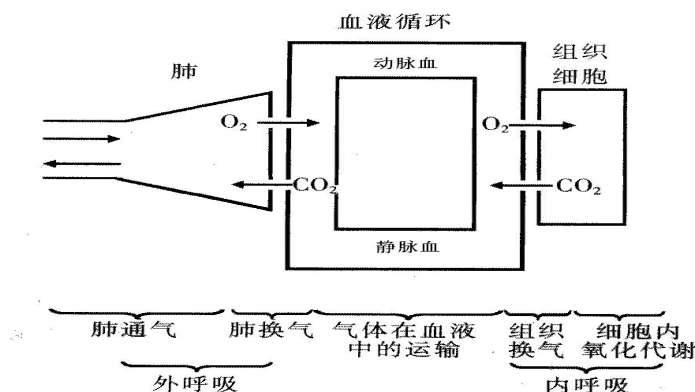 血液循环
肺
动脉血
组织
细胞
O₂
O₂
CO₂
CO₂
静脉血
肺通气
肺换气
气体在血液
中的运输
组织
换气
细胞内
氧化代谢
外呼吸
内呼吸